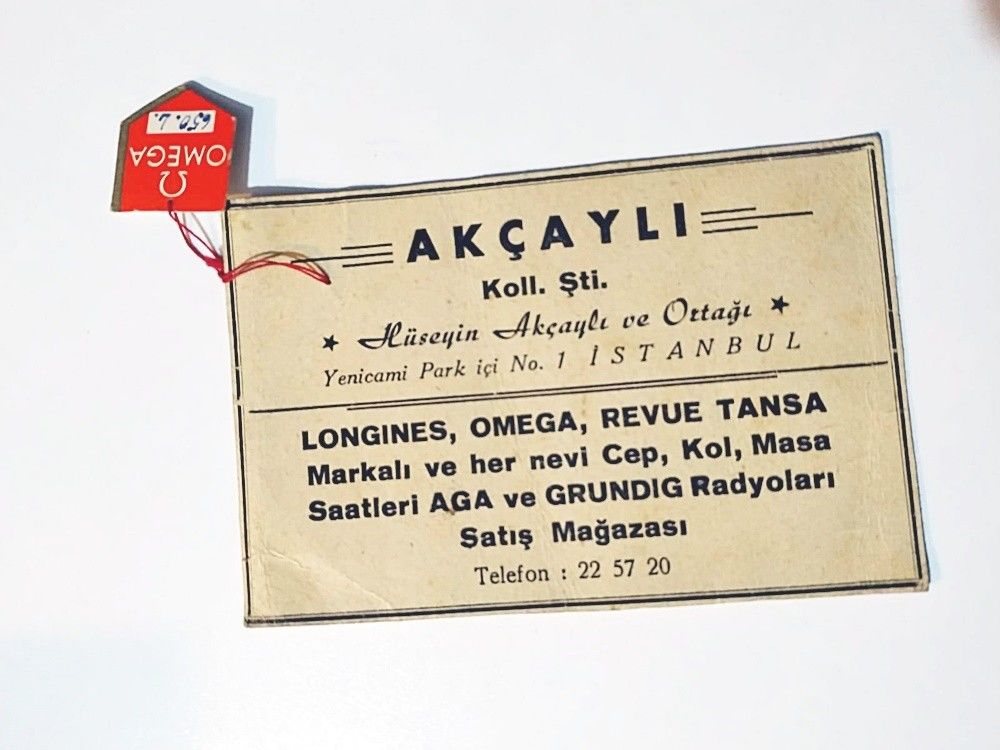 650. L.
OMEGA
Ω
AKÇAYLI
Koll. Şti.
★ Hüseyin Akçaylı ve Ortağı ★
Yenicami Park içi No. 1 İSTANBUL
LONGINES, OMEGA, REVUE TANSA
Markalı ve her nevi Cep, Kol, Masa
Saatleri AGA ve GRUNDIG Radyoları
Satış Mağazası
Telefon : 22 57 20